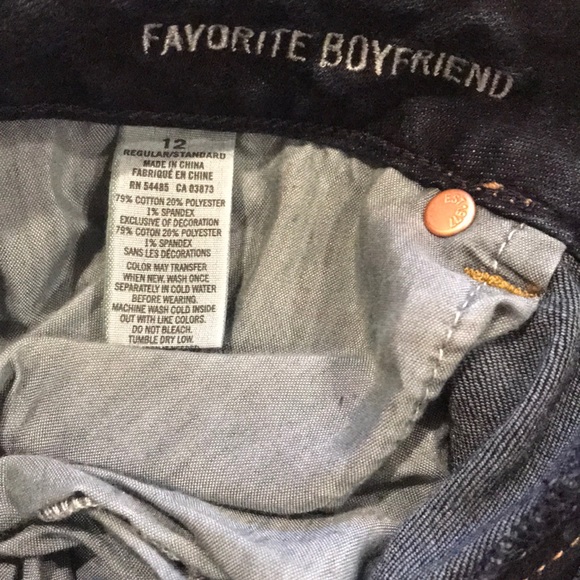 FAVORITE BOYFRIEND
12
REGULAR/STANDARD
MADE IN CHINA
FABRIQUÉ EN CHINE
RN 54485 CA 03873
79% COTTON 20% POLYESTER
1% SPANDEX
EXCLUSIVE OF DECORATION
79% COTTON 20% POLYESTER
1% SPANDEX
SANS LES DÉCORATIONS
COLOR MAY TRANSFER
WHEN NEW. WASH ONCE
SEPARATELY IN COLD WATER
BEFORE WEARING.
MACHINE WASH COLD INSIDE
OUT WITH LIKE COLORS.
DO NOT BLEACH.
TUMBLE DRY LOW.